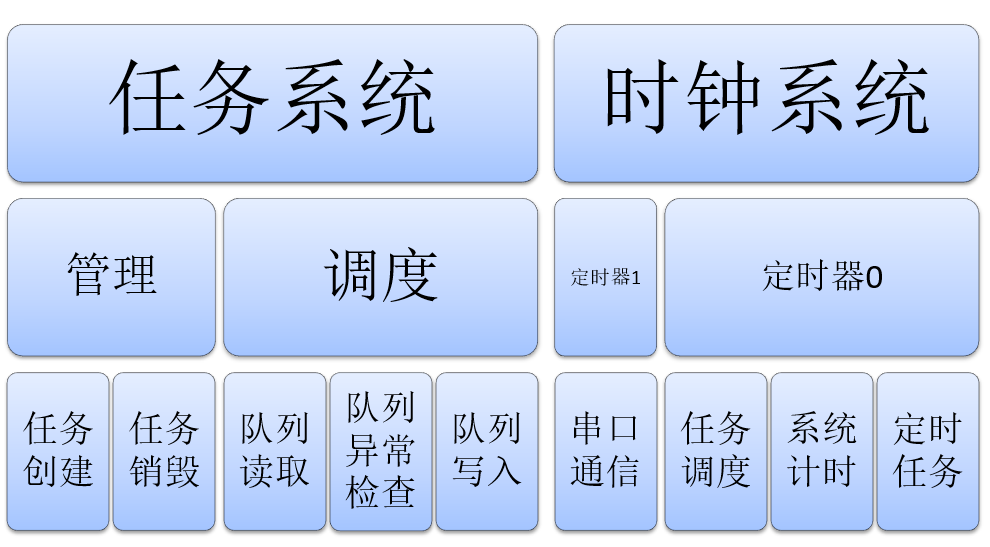 任务系统
时钟系统
管理
调度
定时器1
定时器0
任务
创建
任务
销毁
队列
读取
队列
异常
检查
队列
写入
串口
通信
任务
调度
系统
计时
定时
任务